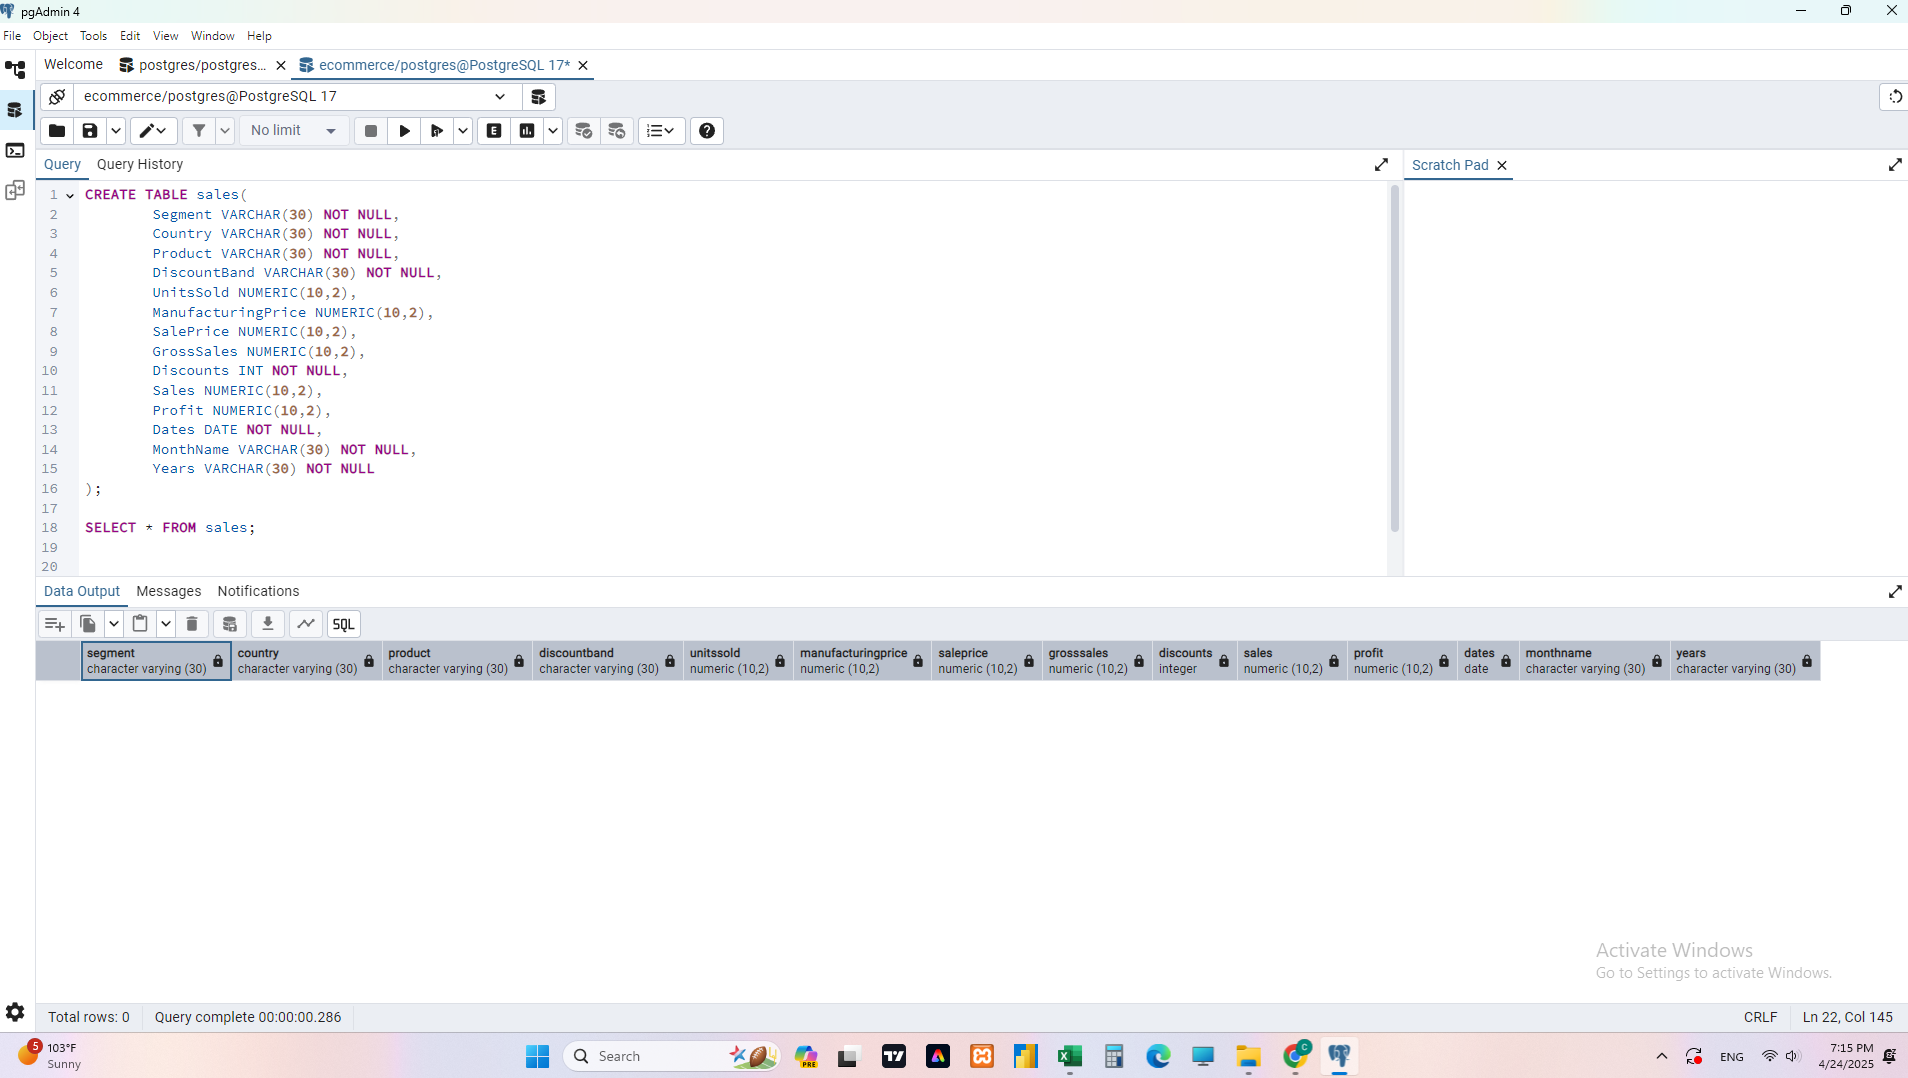 pgAdmin 4
File Object Tools Edit View Window Help
Welcome postgres/postgres... ecommerce/postgres@PostgreSQL 17*
ecommerce/postgres@PostgreSQL 17
No limit
Query Query History
Scratch Pad
1 CREATE TABLE sales(
2 Segment VARCHAR(30) NOT NULL,
3 Country VARCHAR(30) NOT NULL,
4 Product VARCHAR(30) NOT NULL,
5 DiscountBand VARCHAR(30) NOT NULL,
6 UnitsSold NUMERIC(10,2),
7 ManufacturingPrice NUMERIC(10,2),
8 SalePrice NUMERIC(10,2),
9 GrossSales NUMERIC(10,2),
10 Discounts INT NOT NULL,
11 Sales NUMERIC(10,2),
12 Profit NUMERIC(10,2),
13 Dates DATE NOT NULL,
14 MonthName VARCHAR(30) NOT NULL,
15 Years VARCHAR(30) NOT NULL
16 );
17
18 SELECT * FROM sales;
19
20
Data Output Messages Notifications
SQL
segment country product discountband unitssold manufacturingprice saleprice grosssales discounts sales profit dates monthname years
character varying (30) character varying (30) character varying (30) character varying (30) numeric (10,2) numeric (10,2) numeric (10,2) numeric (10,2) integer numeric (10,2) numeric (10,2) date character varying (30) character varying (30)
Activate Windows
Go to Settings to activate Windows.
Total rows: 0 Query complete 00:00:00.286 CRLF Ln 22, Col 145
5 103°F
Sunny
Search
PRE
ENG
7:15 PM
4/24/2025